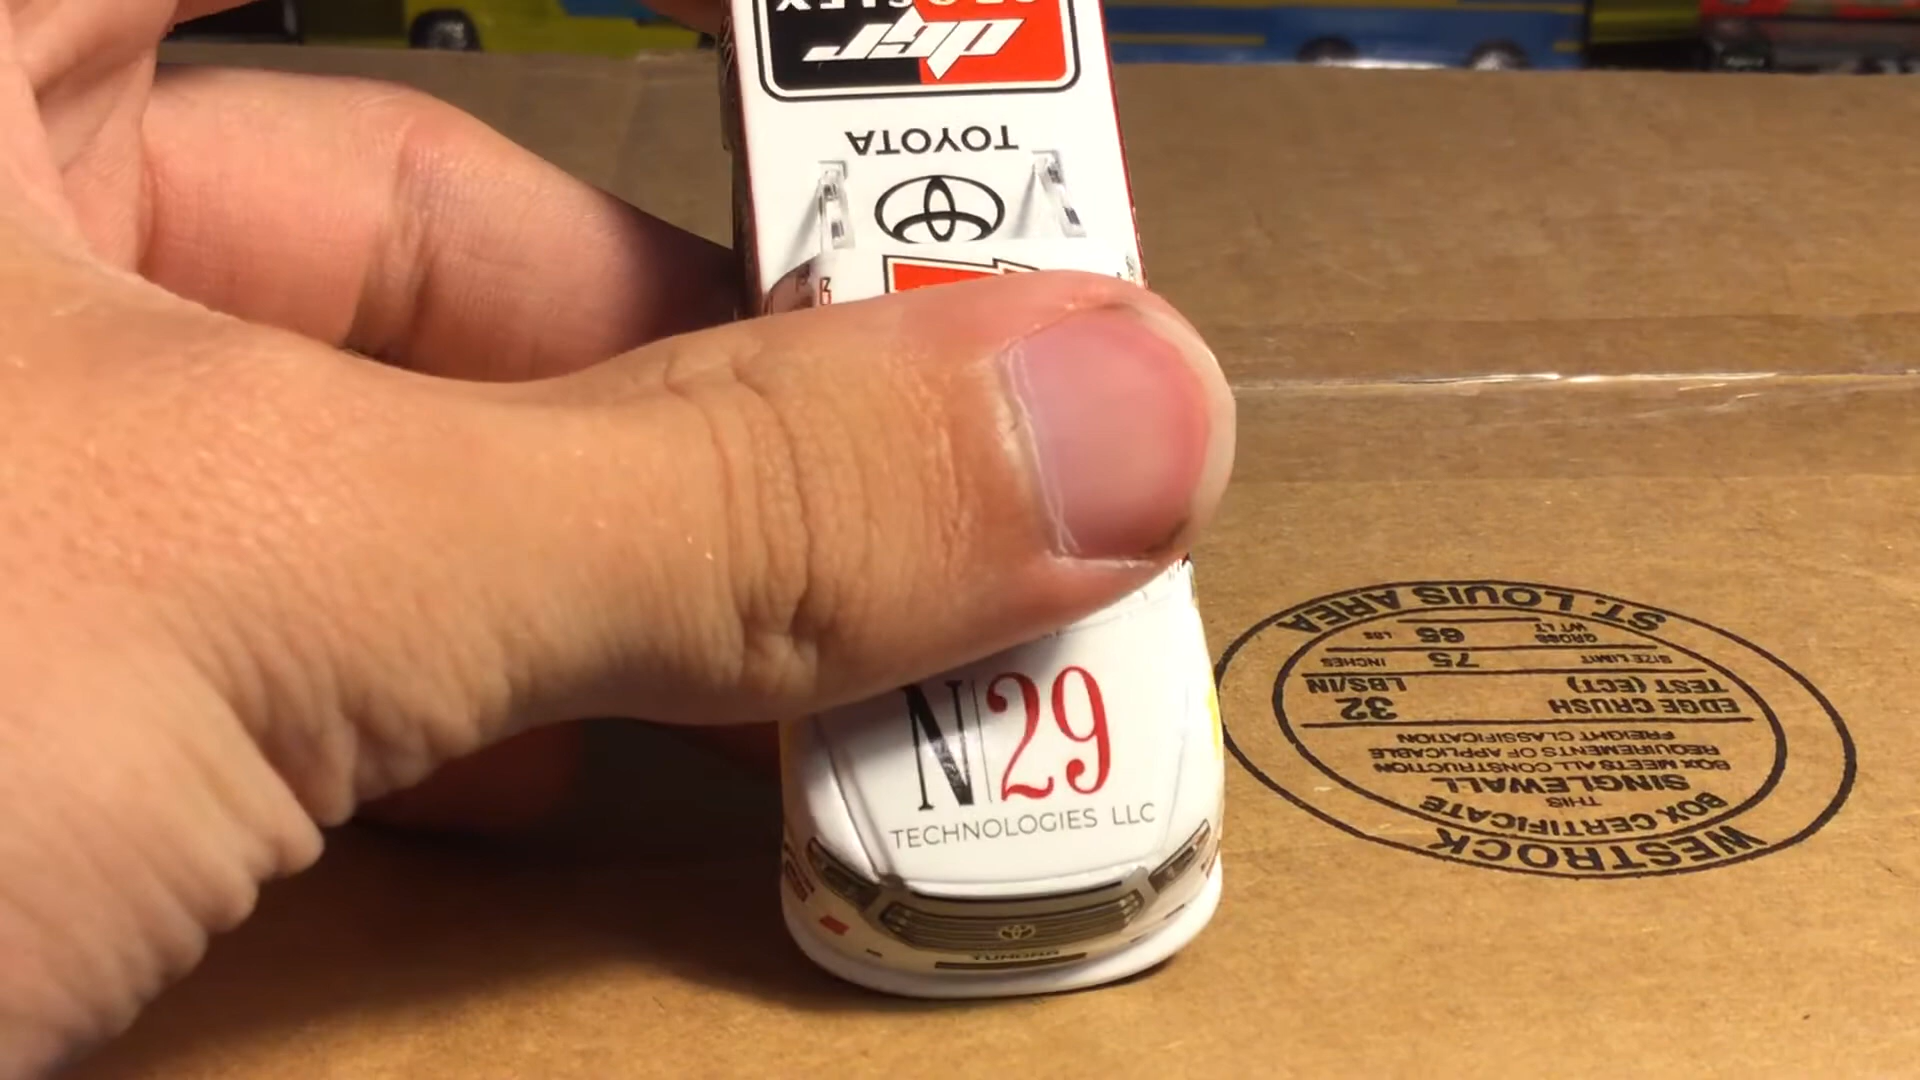 dGR
CROSLEY
TOYOTA
N|29
TECHNOLOGIES LLC
TUNDRA
WESTROCK
BOX CERTIFICATE
THIS
SINGLEWALL
BOX MEETS ALL CONSTRUCTION
REQUIREMENTS OF APPLICABLE
FREIGHT CLASSIFICATION
EDGE CRUSH
TEST (ECT) 32 LBS/IN
SIZE LIMIT 75 INCHES
GROSS
WT LT 65 LBS
ST. LOUIS AREA